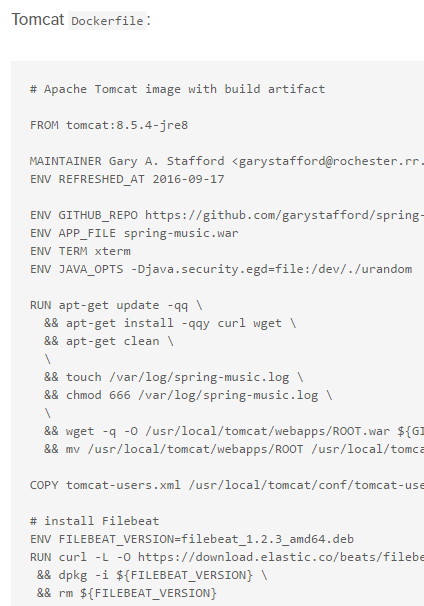 Tomcat Dockerfile:
# Apache Tomcat image with build artifact
FROM tomcat:8.5.4-jre8
MAINTAINER Gary A. Stafford <garystafford@rochester.rr.
ENV REFRESHED_AT 2016-09-17
ENV GITHUB_REPO https://github.com/garystafford/spring-
ENV APP_FILE spring-music.war
ENV TERM xterm
ENV JAVA_OPTS -Djava.security.egd=file:/dev/./urandom
RUN apt-get update -qq \
&& apt-get install -qqy curl wget \
&& apt-get clean \
\
&& touch /var/log/spring-music.log \
&& chmod 666 /var/log/spring-music.log \
\
&& wget -q -O /usr/local/tomcat/webapps/ROOT.war ${GI
&& mv /usr/local/tomcat/webapps/ROOT /usr/local/tomca
COPY tomcat-users.xml /usr/local/tomcat/conf/tomcat-use
# install Filebeat
ENV FILEBEAT_VERSION=filebeat_1.2.3_amd64.deb
RUN curl -L -O https://download.elastic.co/beats/filebe
&& dpkg -i ${FILEBEAT_VERSION} \
&& rm ${FILEBEAT_VERSION}